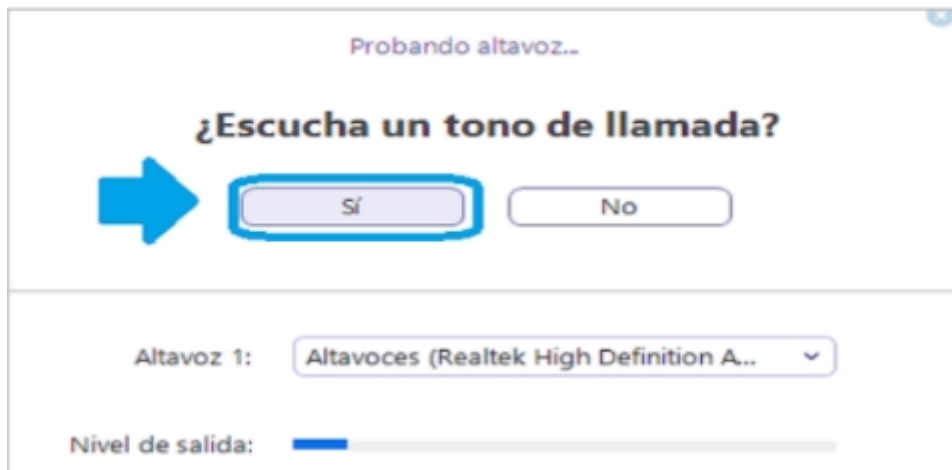 Probando altavoz...
¿Escucha un tono de llamada?
Sí No
Altavoz 1: Altavoces (Realtek High Definition A...
Nivel de salida: